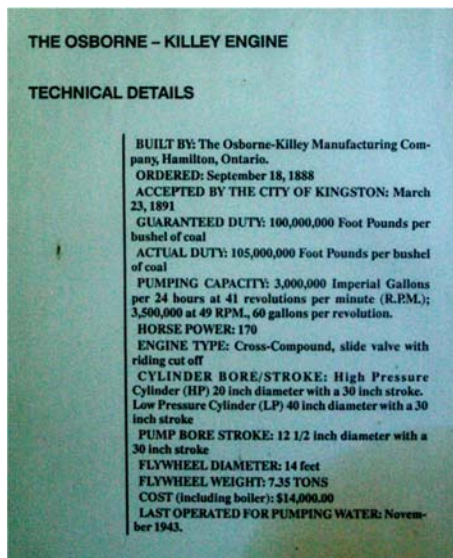 THE OSBORNE – KILLEY ENGINE
TECHNICAL DETAILS
BUILT BY: The Osborne-Killey Manufacturing Com-
pany, Hamilton, Ontario.
ORDERED: September 18, 1888
ACCEPTED BY THE CITY OF KINGSTON: March
23, 1891
GUARANTEED DUTY: 100,000,000 Foot Pounds per
bushel of coal
ACTUAL DUTY: 105,000,000 Foot Pounds per bushel
of coal
PUMPING CAPACITY: 3,000,000 Imperial Gallons
per 24 hours at 41 revolutions per minute (R.P.M.);
3,500,000 at 49 RPM., 60 gallons per revolution.
HORSE POWER: 170
ENGINE TYPE: Cross-Compound, slide valve with
riding cut off
CYLINDER BORE/STROKE: High Pressure
Cylinder (HP) 20 inch diameter with a 30 inch stroke.
Low Pressure Cylinder (LP) 40 inch diameter with a 30
inch stroke
PUMP BORE STROKE: 12 1/2 inch diameter with a
30 inch stroke
FLYWHEEL DIAMETER: 14 feet
FLYWHEEL WEIGHT: 7.35 TONS
COST (including boiler): $14,000.00
LAST OPERATED FOR PUMPING WATER: Novem-
ber 1943.